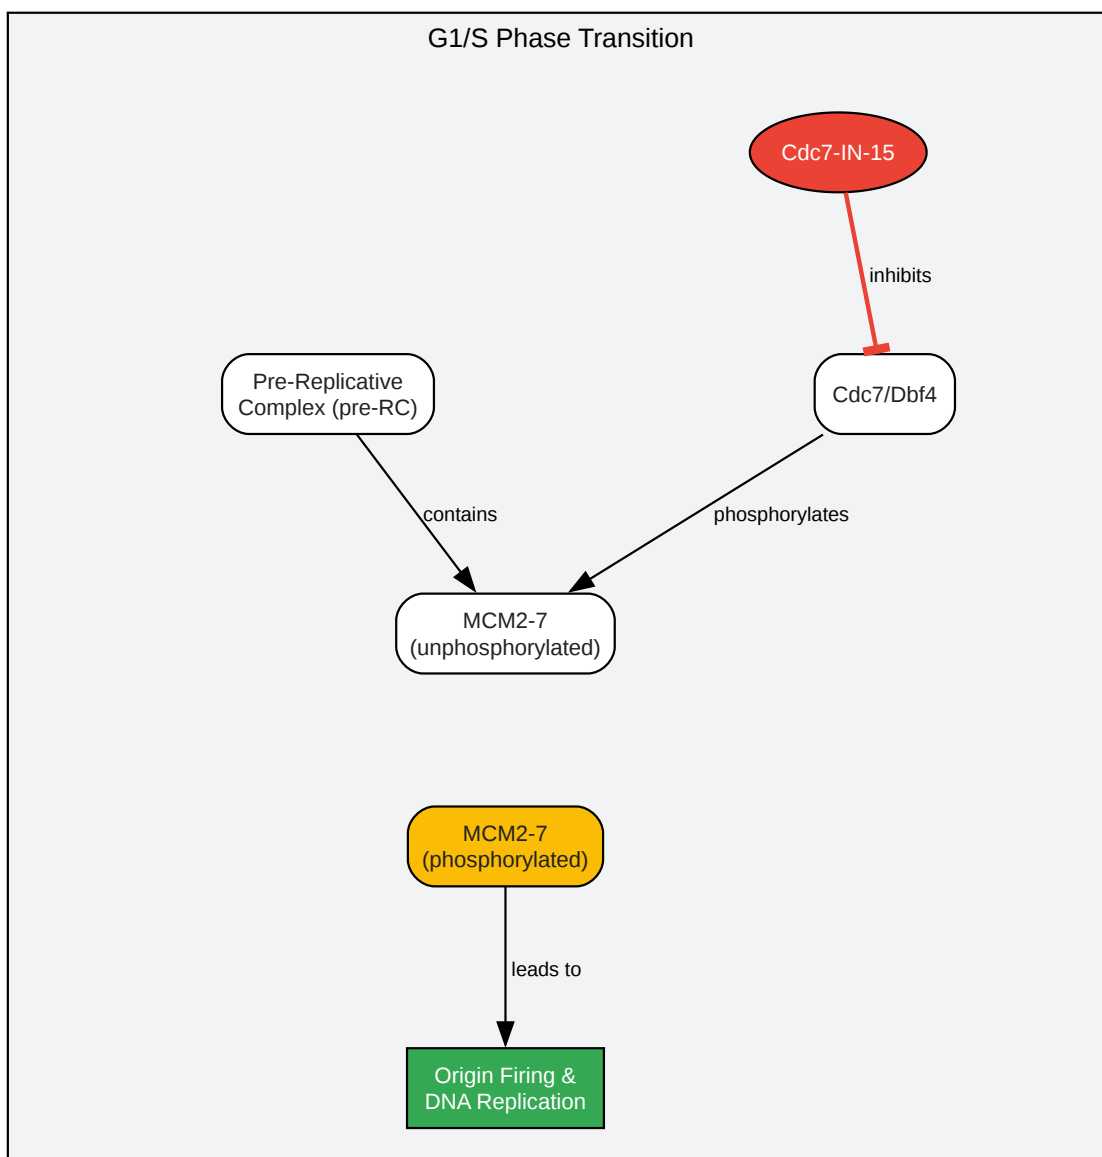 G1/S Phase Transition
Cdc7-IN-15
inhibits
Pre-Replicative
Complex (pre-RC)
Cdc7/Dbf4
contains
phosphorylates
MCM2-7
(unphosphorylated)
MCM2-7
(phosphorylated)
leads to
Origin Firing &
DNA Replication